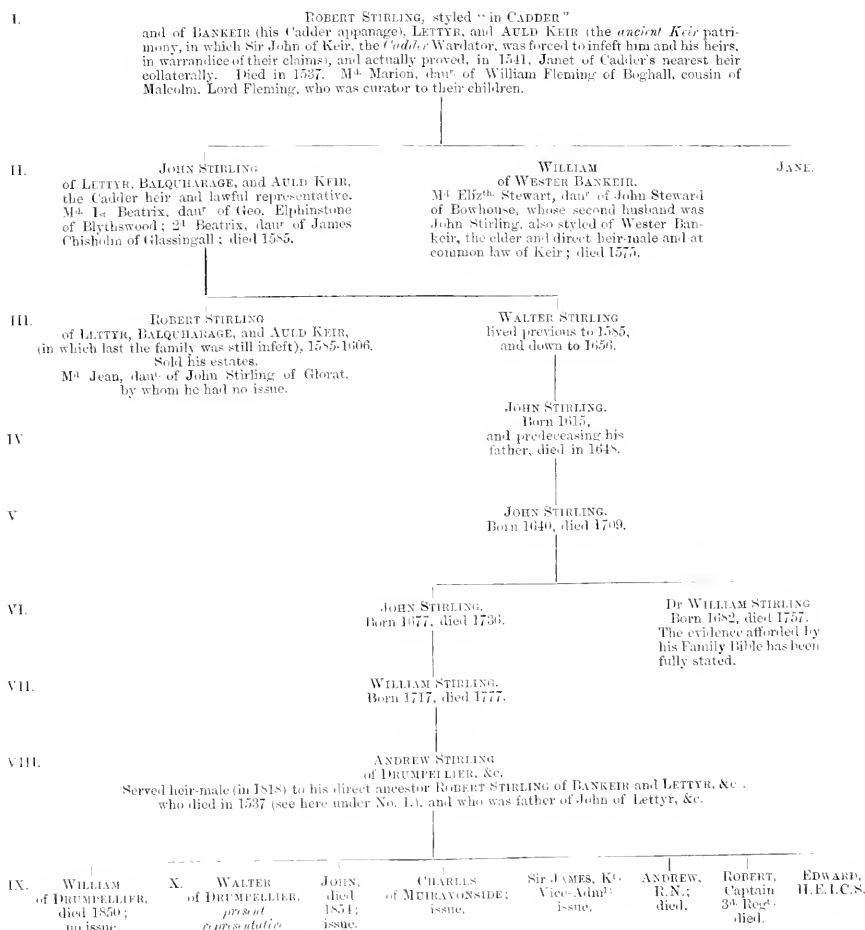 I.
ROBERT STIRLING, styled “in CADDER”
and of BANKEIR (his Cadder appanage), LETTYR, and AULD KEIR (the ancient Keir patri-
mony, in which Sir John of Keir, the Cadder Wardator, was forced to infeft him and his heirs,
in warrandice of their claims), and actually proved, in 1541, Janet of Cadder's nearest heir
collaterally. Died in 1537. Md. Marion, daur. of William Fleming of Boghall, cousin of
Malcolm, Lord Fleming, who was curator to their children.
II.
JOHN STIRLING
of LETTYR, BALQUHARAGE, and AULD KEIR,
the Cadder heir and lawful representative.
Md. 1st Beatrix, daur of Geo. Elphinstone
of Blythswood; 2d Beatrix, daur. of James
Chisholm of Glassingall; died 1585.
WILLIAM
of WESTER BANKEIR.
Md Elizth. Stewart, daur of John Steward
of Bowhouse, whose second husband was
John Stirling, also styled of Wester Ban-
keir, the elder and direct heir-male and at
common law of Keir; died 1575.
JANE.
III.
ROBERT STIRLING
of LETTYR, BALQUHARAGE, and AULD KEIR,
(in which last the family was still infeft), 1585-1606.
Sold his estates.
Md Jean, daur. of John Stirling of Glorat,
by whom he had no issue.
WALTER STIRLING
lived previous to 1585,
and down to 1656.
IV
JOHN STIRLING.
Born 1615,
and predeceasing his
father, died in 1648.
V
JOHN STIRLING.
Born 1640, died 1709.
VI.
JOHN STIRLING.
Born 1677, died 1736.
Dr WILLIAM STIRLING
Born 1682, died 1757.
The evidence afforded by
his Family Bible has been
fully stated.
VII.
WILLIAM STIRLING.
Born 1717, died 1777.
VIII.
ANDREW STIRLING
of DRUMPELLIER, &c.
Served heir-male (in 1818) to his direct ancestor ROBERT STIRLING of BANKEIR and LETTYR, &c.,
who died in 1537 (see here under No. I.), and who was father of John of Lettyr, &c.
IX.
WILLIAM
of DRUMPELLIER,
died 1850;
no issue.
X.
WALTER
of DRUMPELLIER,
present
representative
JOHN,
died
1854;
issue.
CHARLES
of MUIRAVONSIDE;
issue.
Sir JAMES, Kt.
Vice-Adml;
issue.
ANDREW,
R.N.;
died.
ROBERT,
Captain
3d. Regt.
died.
EDWARD,
H.E.I.C.S.